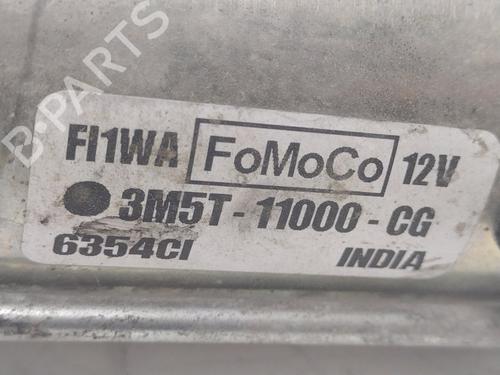 B-PARTS
FI1WA FoMoCo 12V
3M5T-11000-CG
6354CI INDIA